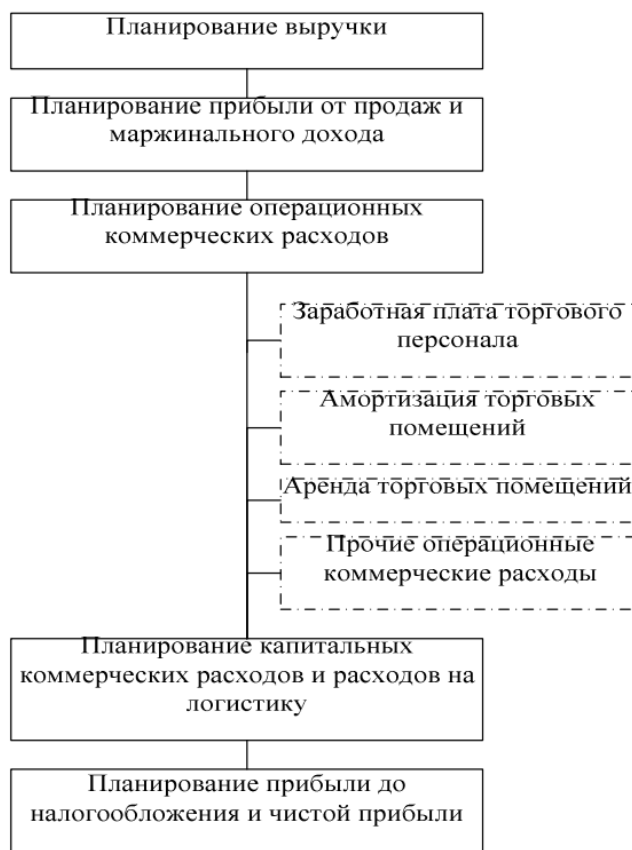 Планирование выручки
Планирование прибыли от продаж и
маржинального дохода
Планирование операционных
коммерческих расходов
Заработная плата торгового
персонала
Амортизация торговых
помещений
Аренда торговых помещений
Прочие операционные
коммерческие расходы
Планирование капитальных
коммерческих расходов и расходов на
логистику
Планирование прибыли до
налогообложения и чистой прибыли